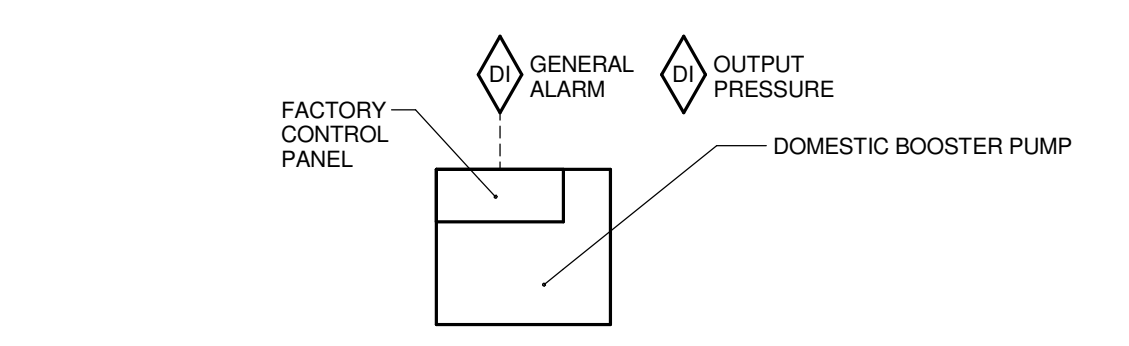 DI
GENERAL
ALARM
DI
OUTPUT
PRESSURE
FACTORY
CONTROL
PANEL
DOMESTIC BOOSTER PUMP